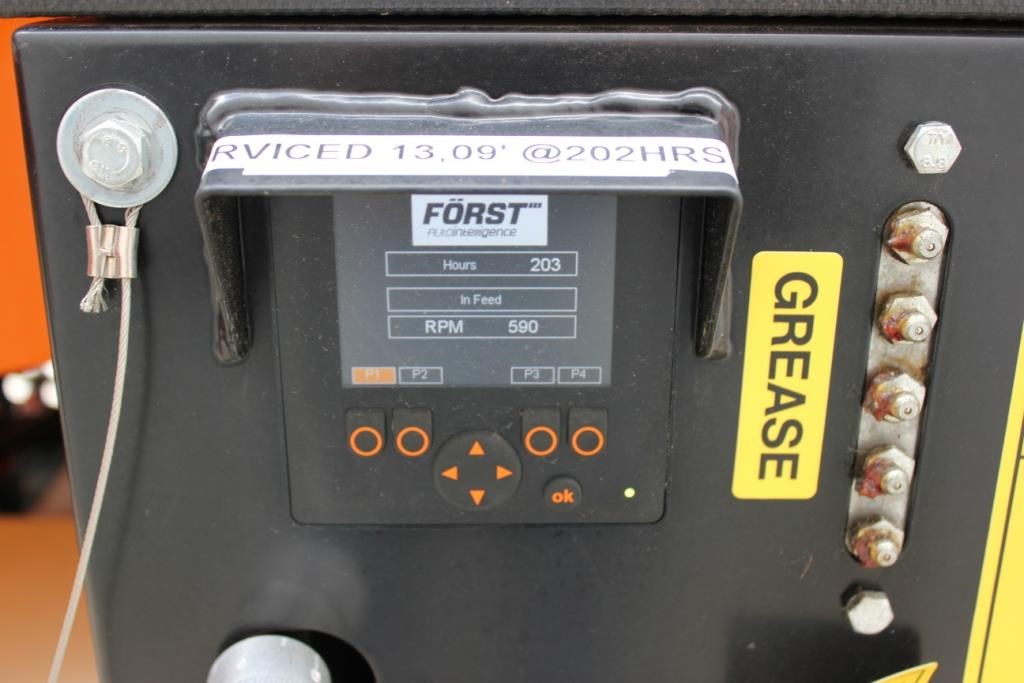 RVICED 13,09' @202HRS
FÖRST
AutoIntelligence
Hours 203
In Feed
RPM 590
P1 P2 P3 P4
ok
GREASE